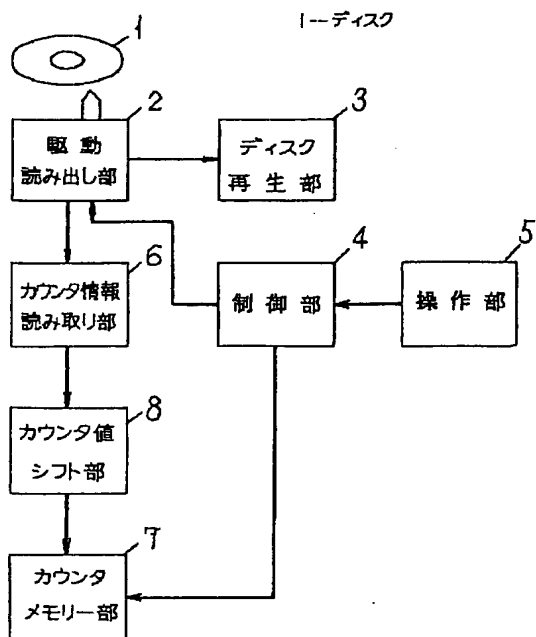 1
1--ディスク
2
駆動
読み出し部
3
ディスク
再生部
4
制御部
5
操作部
6
カウンタ情報
読み取り部
8
カウンタ値
シフト部
7
カウンタ
メモリー部